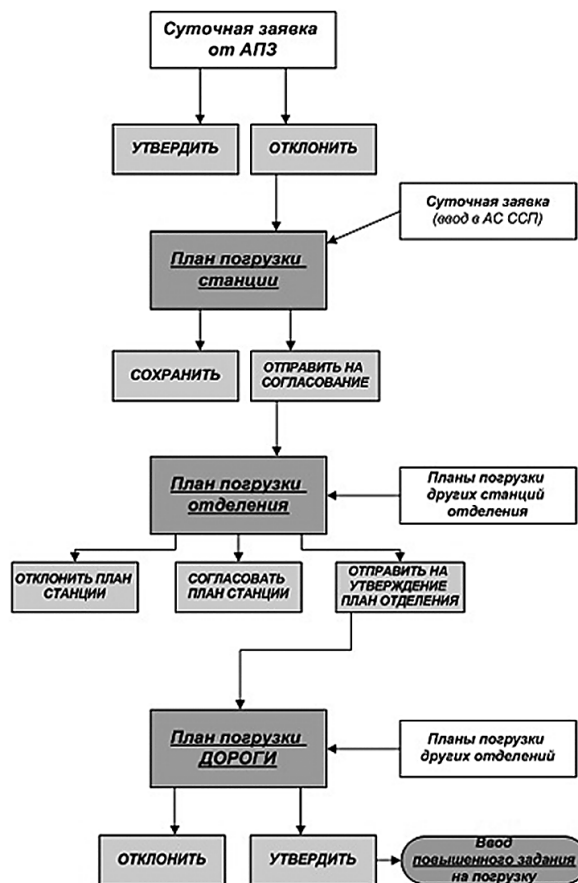 Суточная заявка
от АПЗ
УТВЕРДИТЬ
ОТКЛОНИТЬ
Суточная заявка
(ввод в АС ССП)
План погрузки
станции
СОХРАНИТЬ
ОТПРАВИТЬ НА
СОГЛАСОВАНИЕ
План погрузки
отделения
Планы погрузки
других станций
отделения
ОТКЛОНИТЬ ПЛАН
СТАНЦИИ
СОГЛАСОВАТЬ
ПЛАН СТАНЦИИ
ОТПРАВИТЬ НА
УТВЕРЖДЕНИЕ
ПЛАН ОТДЕЛЕНИЯ
План погрузки
ДОРОГИ
Планы погрузки
других отделений
ОТКЛОНИТЬ
УТВЕРДИТЬ
Ввод
повышенного задания
на погрузку